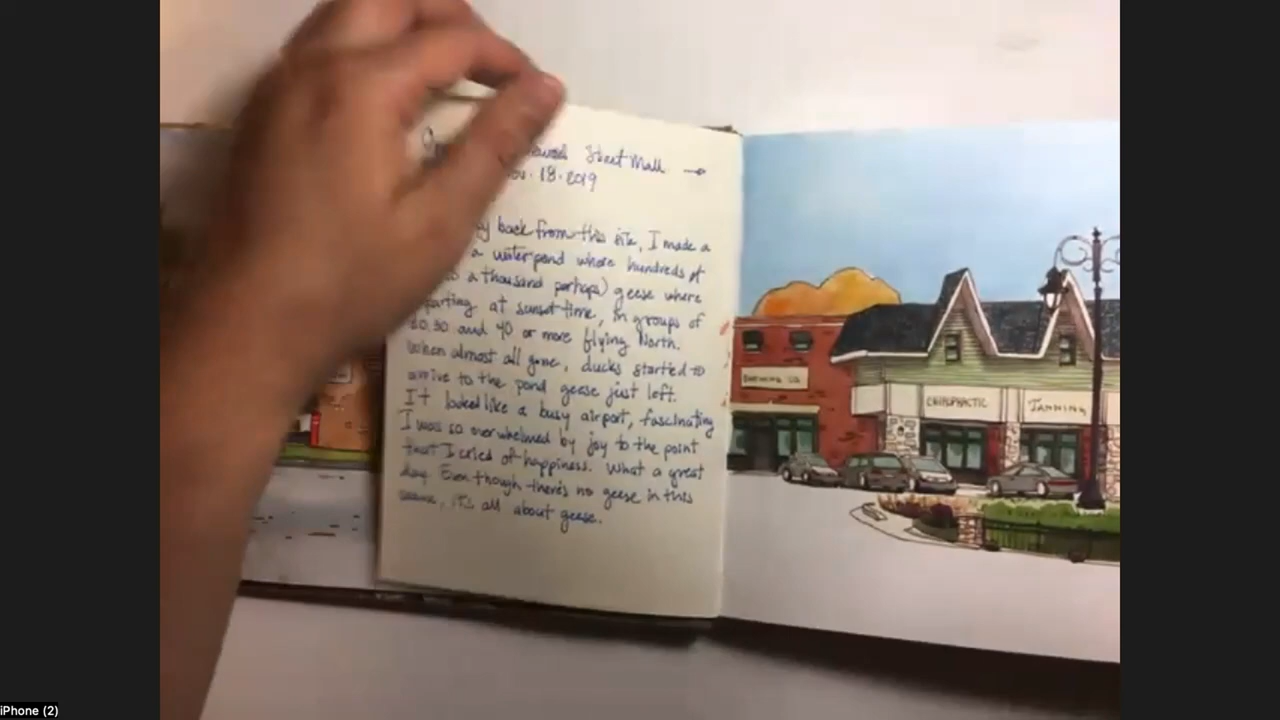 Street Mall →
Nov. 18. 2019
back from this site, I made a
a water pond where hundreds of
a thousand perhaps) geese where
at sunset time, in groups of
30 and 40 or more flying North.
When almost all gone, ducks started to
arrive to the pond geese just left.
It looked like a busy airport, fascinating
I was so overwhelmed by joy to the point
that I cried of happiness. What a great
day. Even though there's no geese in this
scene, it's all about geese.
CHIROPRACTIC
TANNING
iPhone (2)